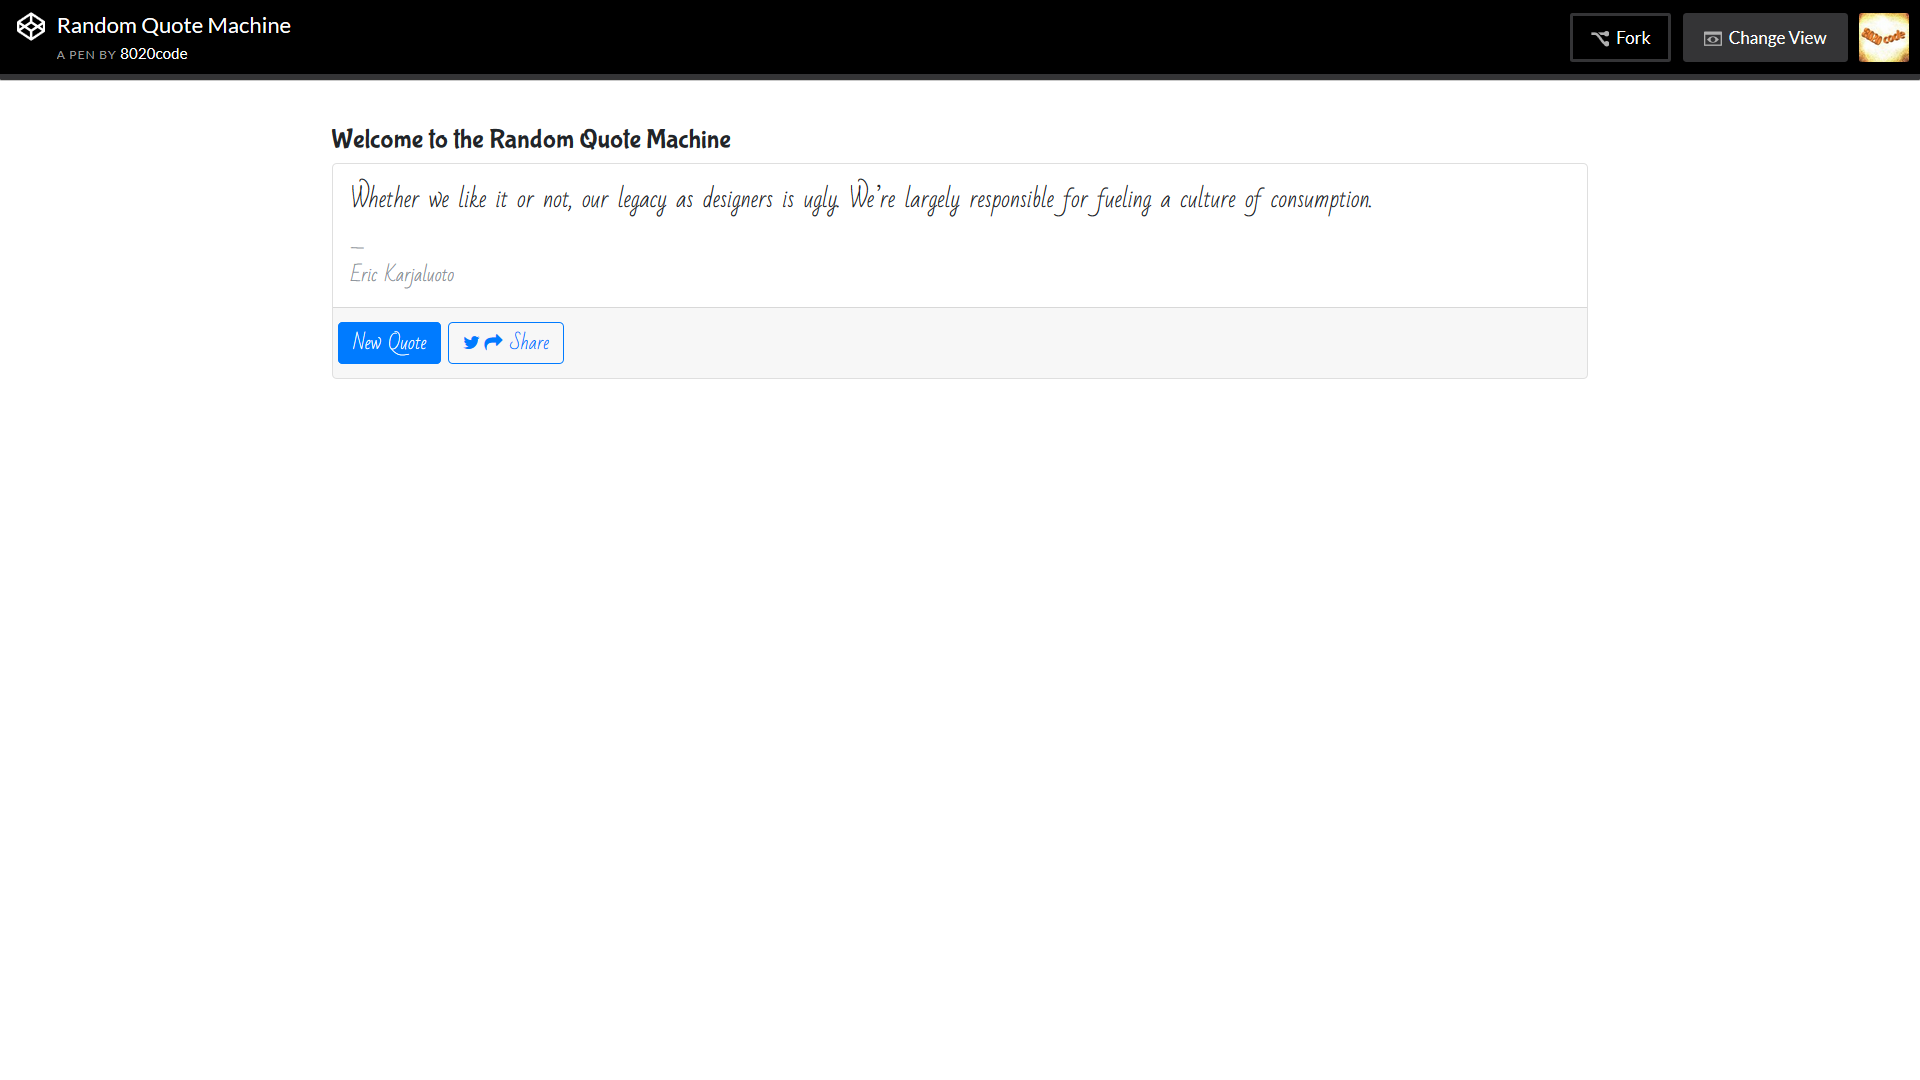 Random Quote Machine
A PEN BY 8020code
Fork
Change View
8020 code
Welcome to the Random Quote Machine
Whether we like it or not, our legacy as designers is ugly. We’re largely responsible for fueling a culture of consumption.
—
Eric Karjaluoto
New Quote
Share